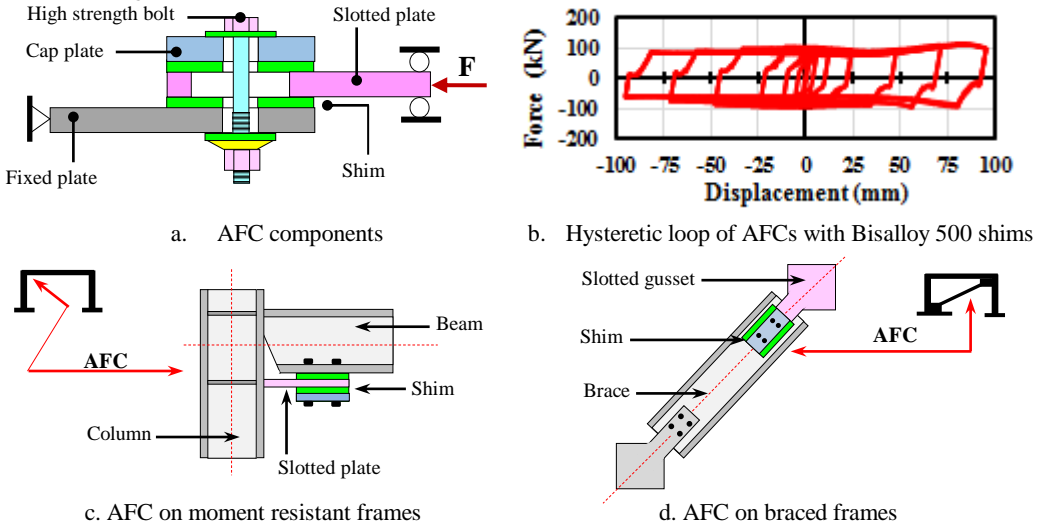 High strength bolt
Slotted plate
Cap plate
F
Shim
Fixed plate
a. AFC components
Force (kN)
200
100
0
-100
-200
-100 -75 -50 -25 0 25 50 75 100
Displacement (mm)
b. Hysteretic loop of AFCs with Bisalloy 500 shims
AFC
Beam
Shim
Column
Slotted plate
c. AFC on moment resistant frames
Slotted gusset
Shim
AFC
Brace
d. AFC on braced frames